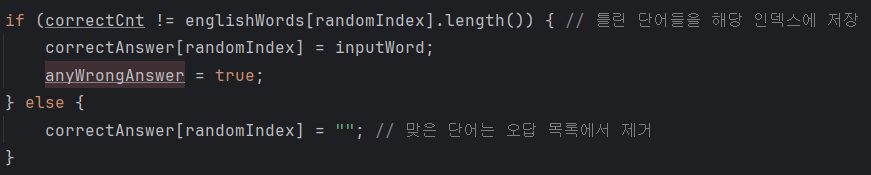 if (correctCnt != englishWords[randomIndex].length()) { // 틀린 단어들을 해당 인덱스에 저장
    correctAnswer[randomIndex] = inputWord;
    anyWrongAnswer = true;
} else {
    correctAnswer[randomIndex] = ""; // 맞은 단어는 오답 목록에서 제거
}